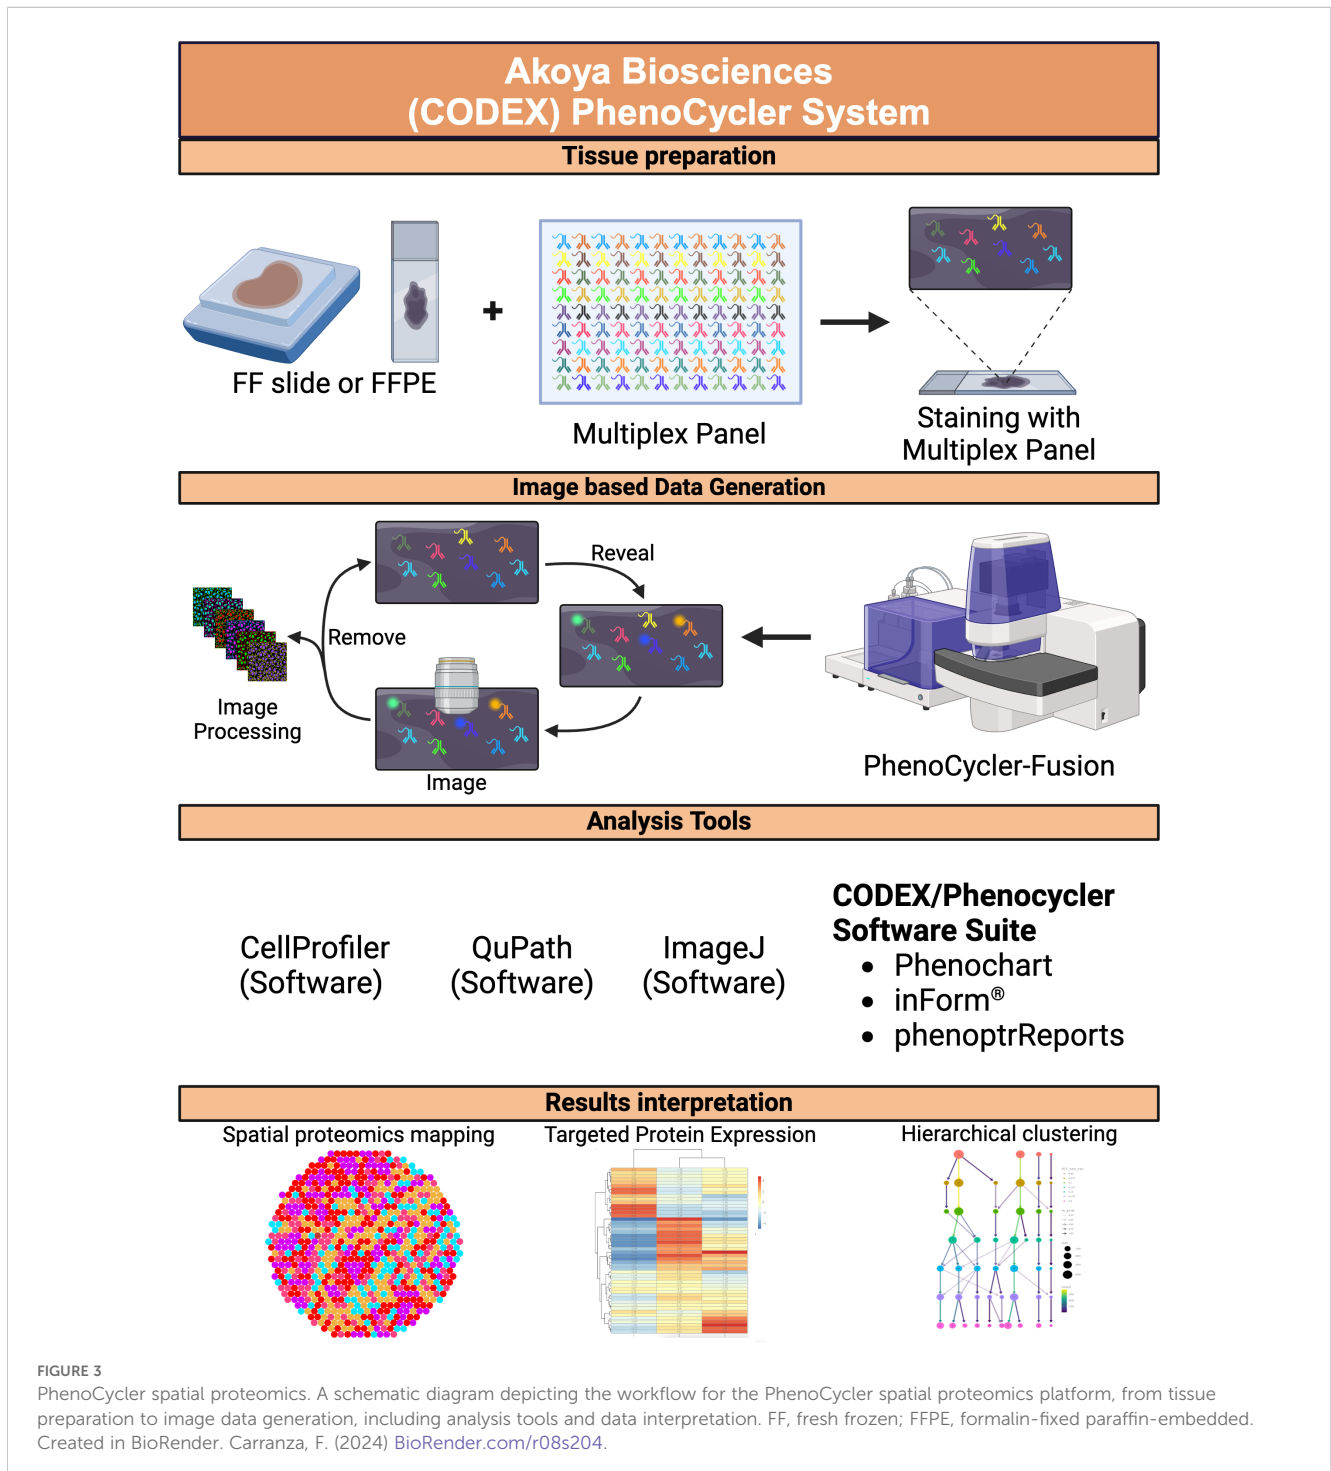 Akoya Biosciences
(CODEX) PhenoCycler System
Tissue preparation
FF slide or FFPE
+
Multiplex Panel
Staining with
Multiplex Panel
Image based Data Generation
Reveal
Remove
Image
Processing
Image
PhenoCycler-Fusion
Analysis Tools
CellProfiler
(Software)
QuPath
(Software)
ImageJ
(Software)
CODEX/Phenocycler
Software Suite
• Phenochart
• inForm®
• phenoptrReports
Results interpretation
Spatial proteomics mapping
Targeted Protein Expression
Hierarchical clustering
FIGURE 3
PhenoCycler spatial proteomics. A schematic diagram depicting the workflow for the PhenoCycler spatial proteomics platform, from tissue
preparation to image data generation, including analysis tools and data interpretation. FF, fresh frozen; FFPE, formalin-fixed paraffin-embedded.
Created in BioRender. Carranza, F. (2024) BioRender.com/r08s204.